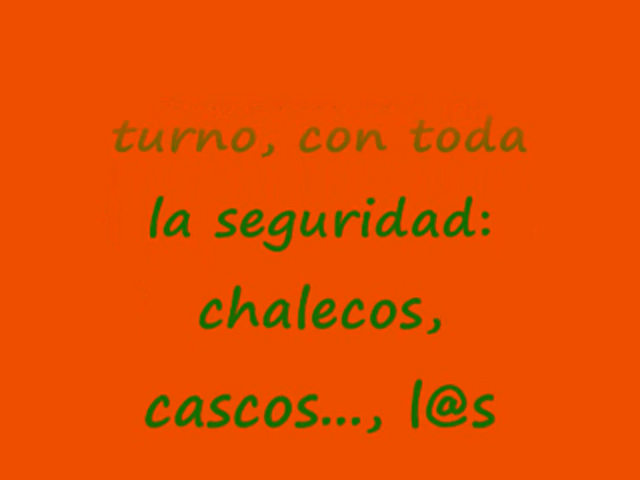 turno, con toda
la seguridad:
chalecos,
cascos..., l@s